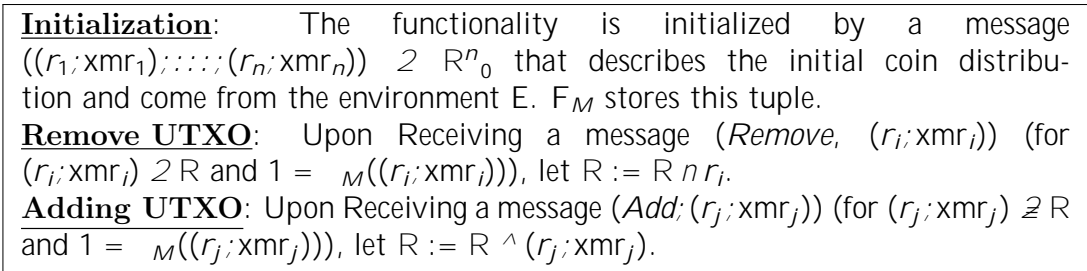 Initialization: The functionality is initialized by a message
((r1; xmr1); : : : ; (rn; xmrn)) 2 R^n_0 that describes the initial coin distribu-
tion and come from the environment E. F_M stores this tuple.
Remove UTXO: Upon Receiving a message (Remove, (ri; xmri)) (for
(ri; xmri) 2 R and 1 = M((ri; xmri))), let R := R n ri.
Adding UTXO: Upon Receiving a message (Add; (rj; xmrj)) (for (rj; xmrj) 2̸ R
and 1 = M((rj; xmrj))), let R := R ^ (rj; xmrj).